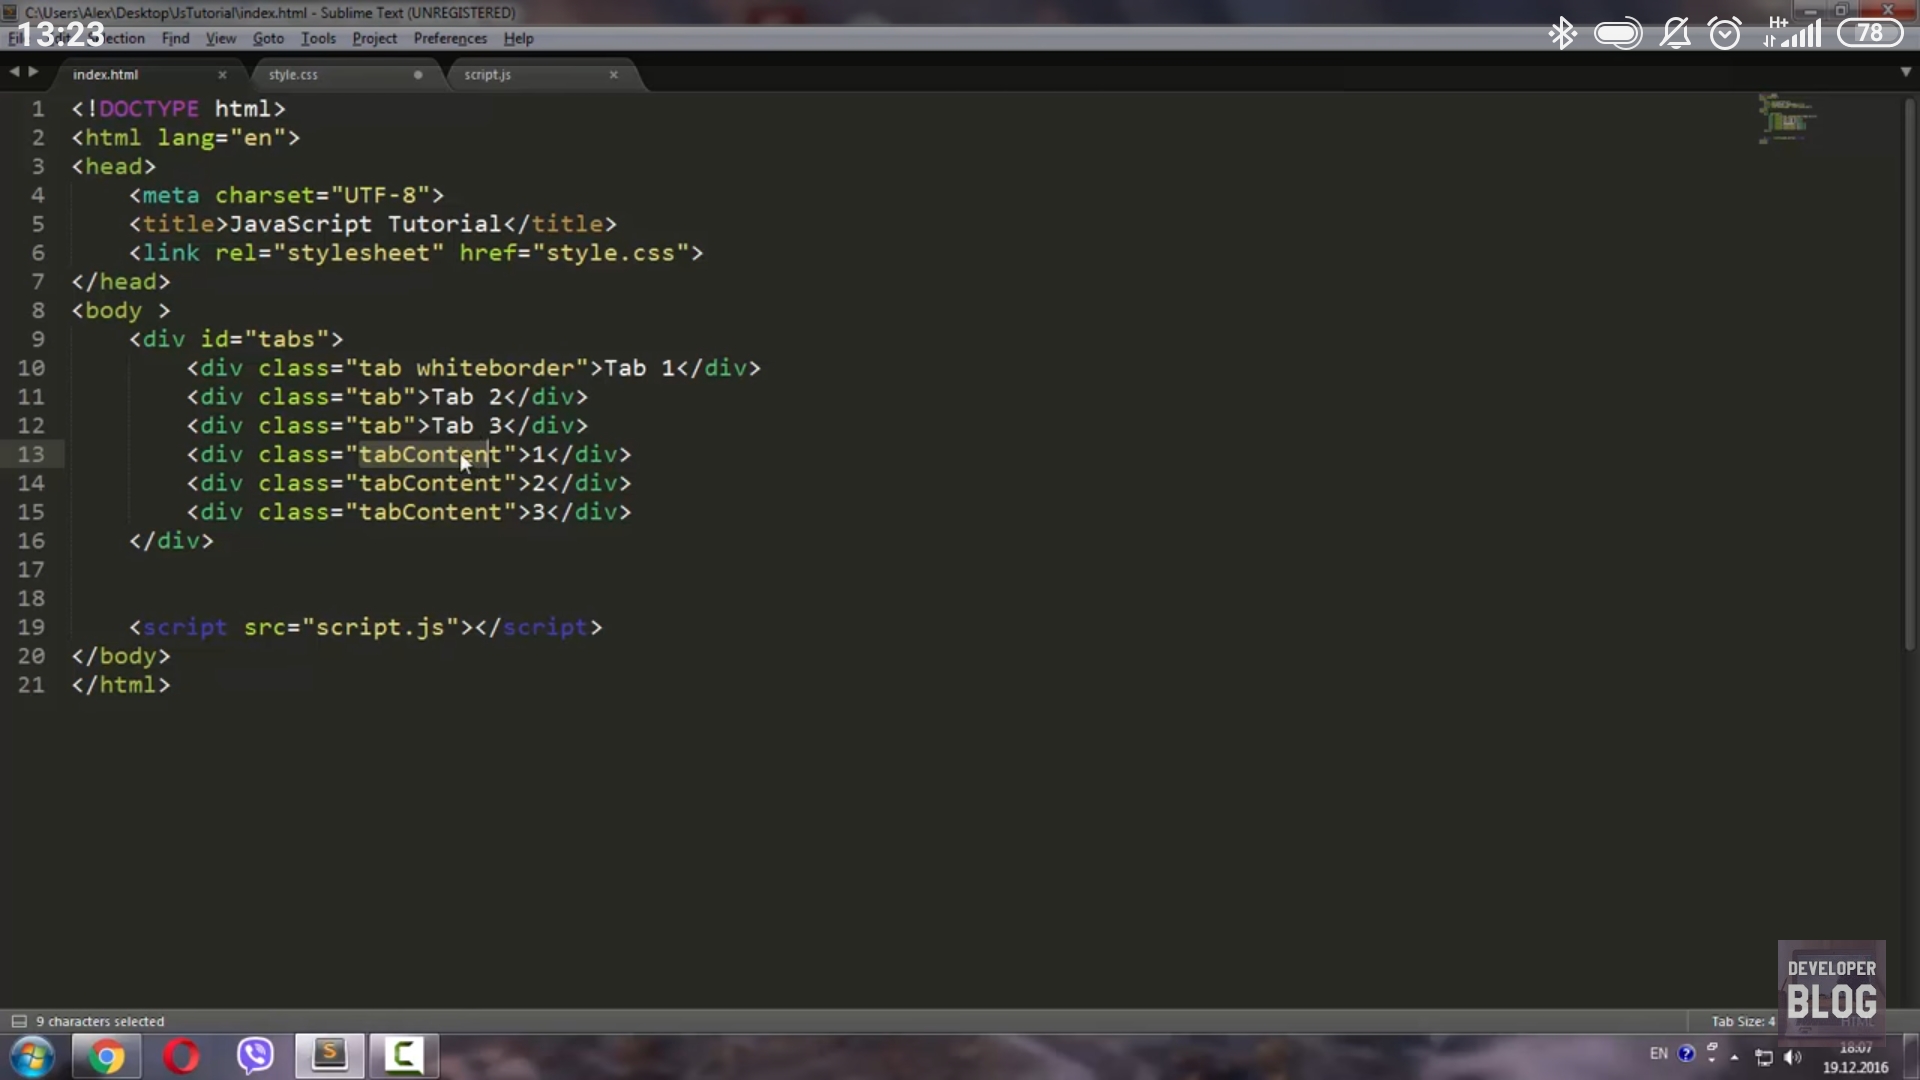 C:\Users\Alex\Desktop\JsTutorial\index.html - Sublime Text (UNREGISTERED)
13:23
78
Find View Goto Tools Project Preferences Help
index.html style.css script.js
1 <!DOCTYPE html>
2 <html lang="en">
3 <head>
4 <meta charset="UTF-8">
5 <title>JavaScript Tutorial</title>
6 <link rel="stylesheet" href="style.css">
7 </head>
8 <body >
9 <div id="tabs">
10 <div class="tab whiteborder">Tab 1</div>
11 <div class="tab">Tab 2</div>
12 <div class="tab">Tab 3</div>
13 <div class="tabContent">1</div>
14 <div class="tabContent">2</div>
15 <div class="tabContent">3</div>
16 </div>
17
18
19 <script src="script.js"></script>
20 </body>
21 </html>
DEVELOPER
BLOG
9 characters selected
Tab Size: 4
HTML
EN
18:07
19.12.2016